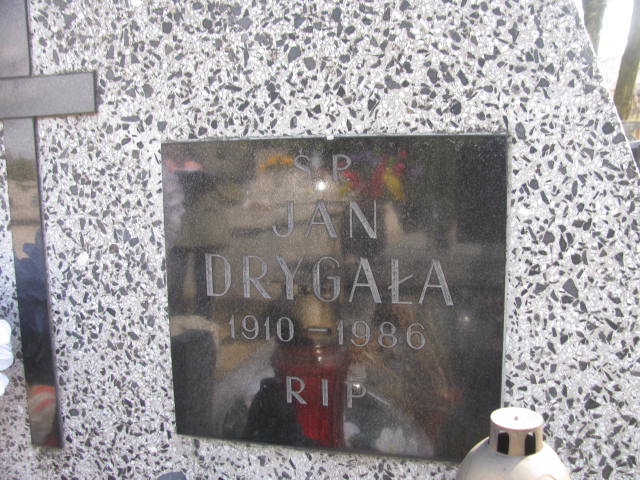 Ś.P.
JAN
DRYGAŁA
1910 – 1986
RIP